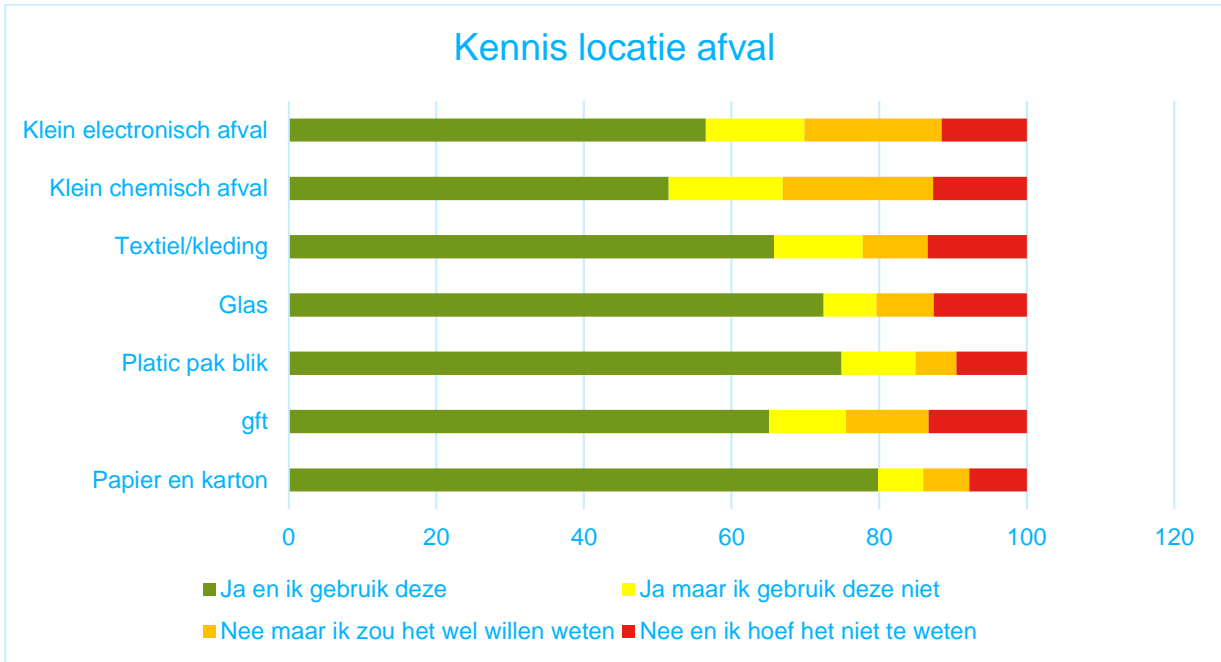 Kennis locatie afval
Klein electronisch afval
Klein chemisch afval
Textiel/kleding
Glas
Platic pak blik
gft
Papier en karton
0 20 40 60 80 100 120
Ja en ik gebruik deze Ja maar ik gebruik deze niet
Nee maar ik zou het wel willen weten Nee en ik hoef het niet te weten